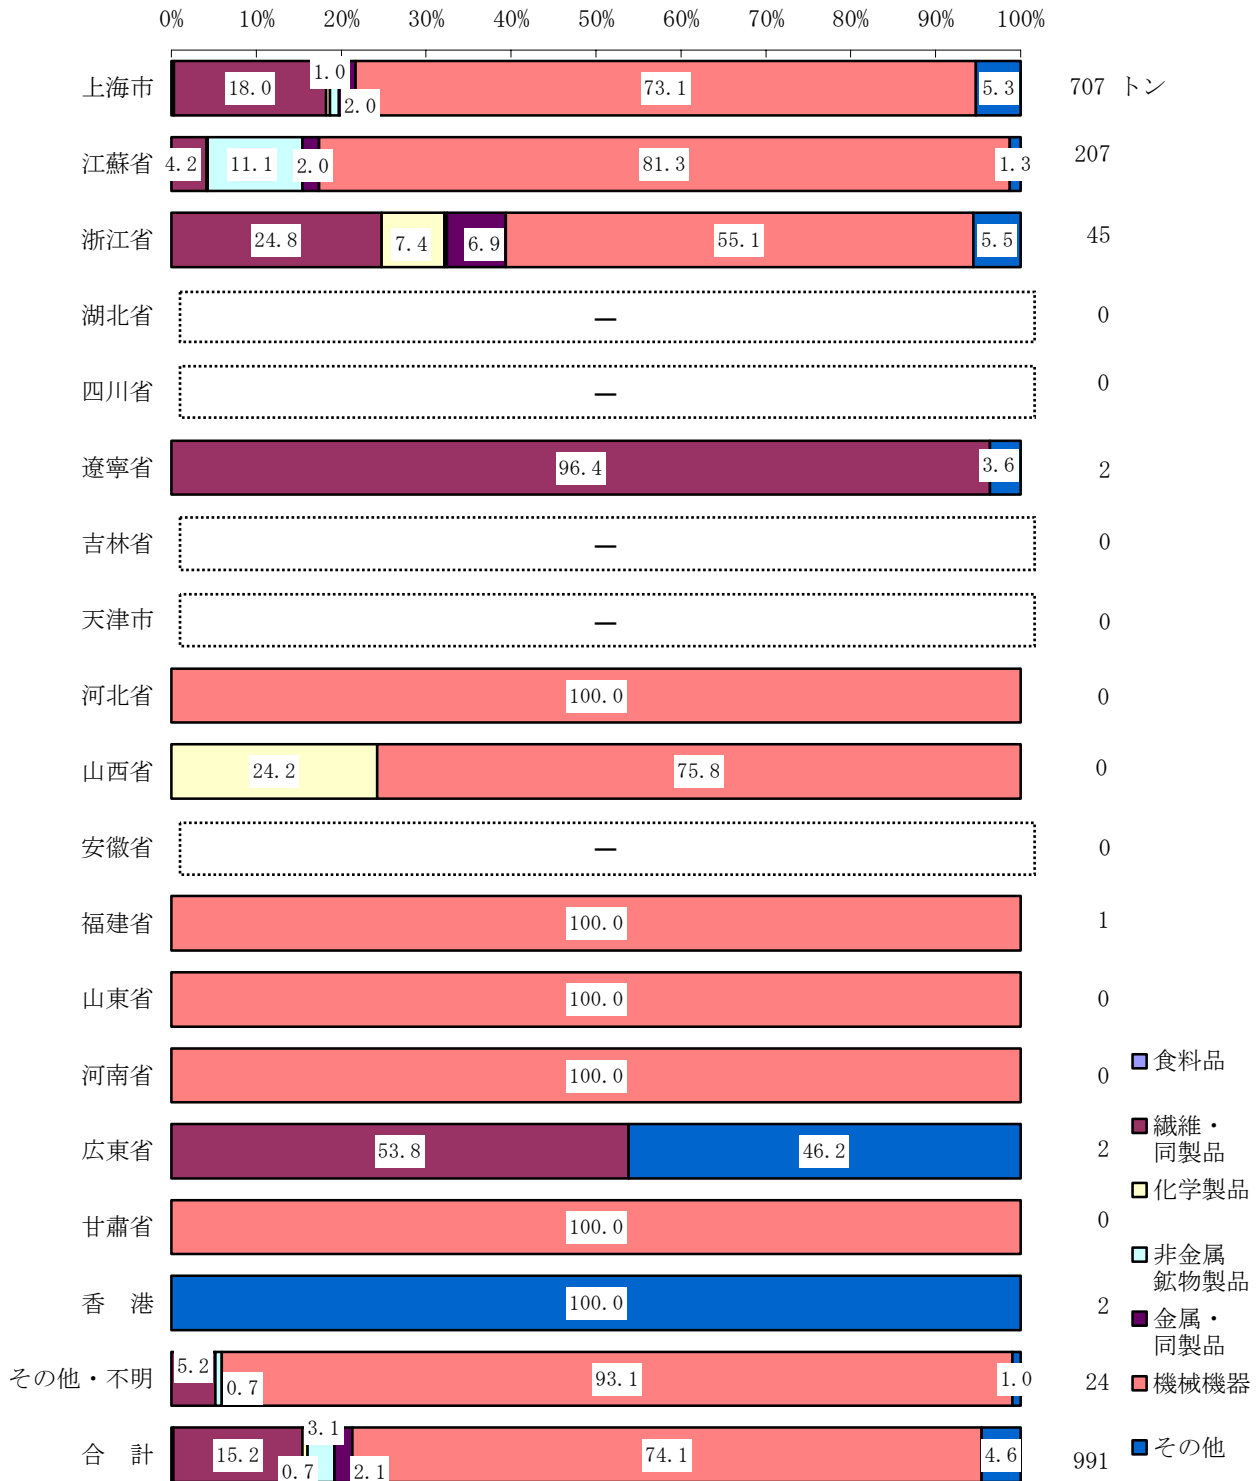 0% 10% 20% 30% 40% 50% 60% 70% 80% 90% 100%
上海市 18.0 1.0 2.0 73.1 5.3 707 トン
江蘇省 4.2 11.1 2.0 81.3 1.3 207
浙江省 24.8 7.4 6.9 55.1 5.5 45
湖北省 — 0
四川省 — 0
遼寧省 96.4 3.6 2
吉林省 — 0
天津市 — 0
河北省 100.0 0
山西省 24.2 75.8 0
安徽省 — 0
福建省 100.0 1
山東省 100.0 0
河南省 100.0 0
広東省 53.8 46.2 2
甘粛省 100.0 0
香 港 100.0 2
その他・不明 5.2 0.7 93.1 1.0 24
合 計 15.2 0.7 3.1 2.1 74.1 4.6 991
食料品
繊維・
同製品
化学製品
非金属
鉱物製品
金属・
同製品
機械機器
その他